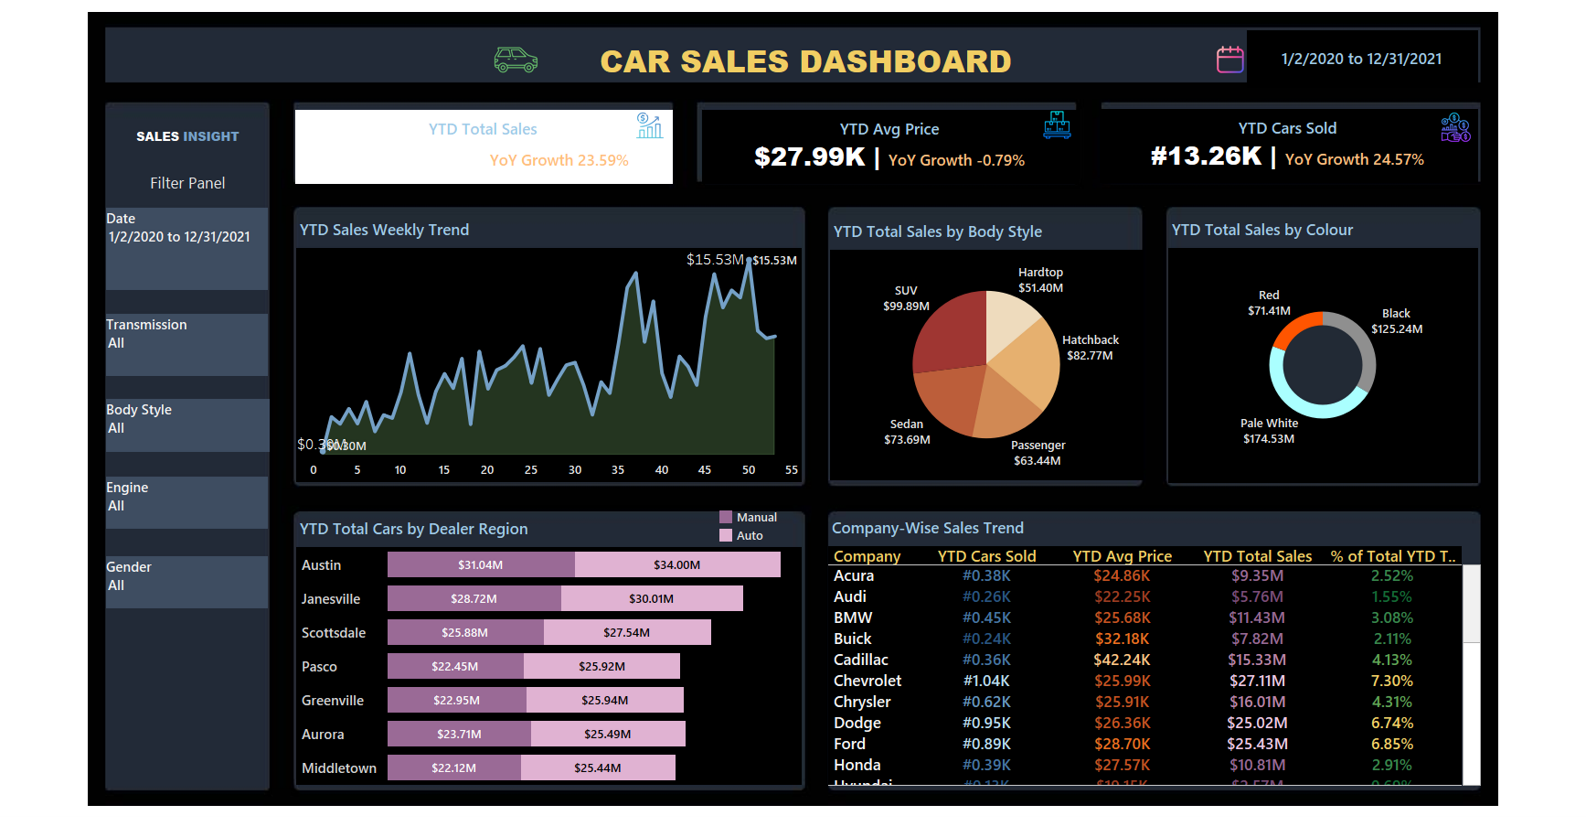 CAR SALES DASHBOARD
1/2/2020 to 12/31/2021
SALES INSIGHT
Filter Panel
Date
1/2/2020 to 12/31/2021
Transmission
All
Body Style
All
Engine
All
Gender
All
YTD Total Sales
YoY Growth 23.59%
YTD Avg Price
$27.99K | YoY Growth -0.79%
YTD Cars Sold
#13.26K | YoY Growth 24.57%
YTD Sales Weekly Trend
$15.53M
$15.53M
$0.30M
0 5 10 15 20 25 30 35 40 45 50 55
YTD Total Sales by Body Style
Hardtop
$51.40M
SUV
$99.89M
Hatchback
$82.77M
Sedan
$73.69M
Passenger
$63.44M
YTD Total Sales by Colour
Red
$71.41M
Black
$125.24M
Pale White
$174.53M
YTD Total Cars by Dealer Region
Manual
Auto
Austin $31.04M $34.00M
Janesville $28.72M $30.01M
Scottsdale $25.88M $27.54M
Pasco $22.45M $25.92M
Greenville $22.95M $25.94M
Aurora $23.71M $25.49M
Middletown $22.12M $25.44M
Company-Wise Sales Trend
Company YTD Cars Sold YTD Avg Price YTD Total Sales % of Total YTD T..
Acura #0.38K $24.86K $9.35M 2.52%
Audi #0.26K $22.25K $5.76M 1.55%
BMW #0.45K $25.68K $11.43M 3.08%
Buick #0.24K $32.18K $7.82M 2.11%
Cadillac #0.36K $42.24K $15.33M 4.13%
Chevrolet #1.04K $25.99K $27.11M 7.30%
Chrysler #0.62K $25.91K $16.01M 4.31%
Dodge #0.95K $26.36K $25.02M 6.74%
Ford #0.89K $28.70K $25.43M 6.85%
Honda #0.39K $27.57K $10.81M 2.91%
Hyundai